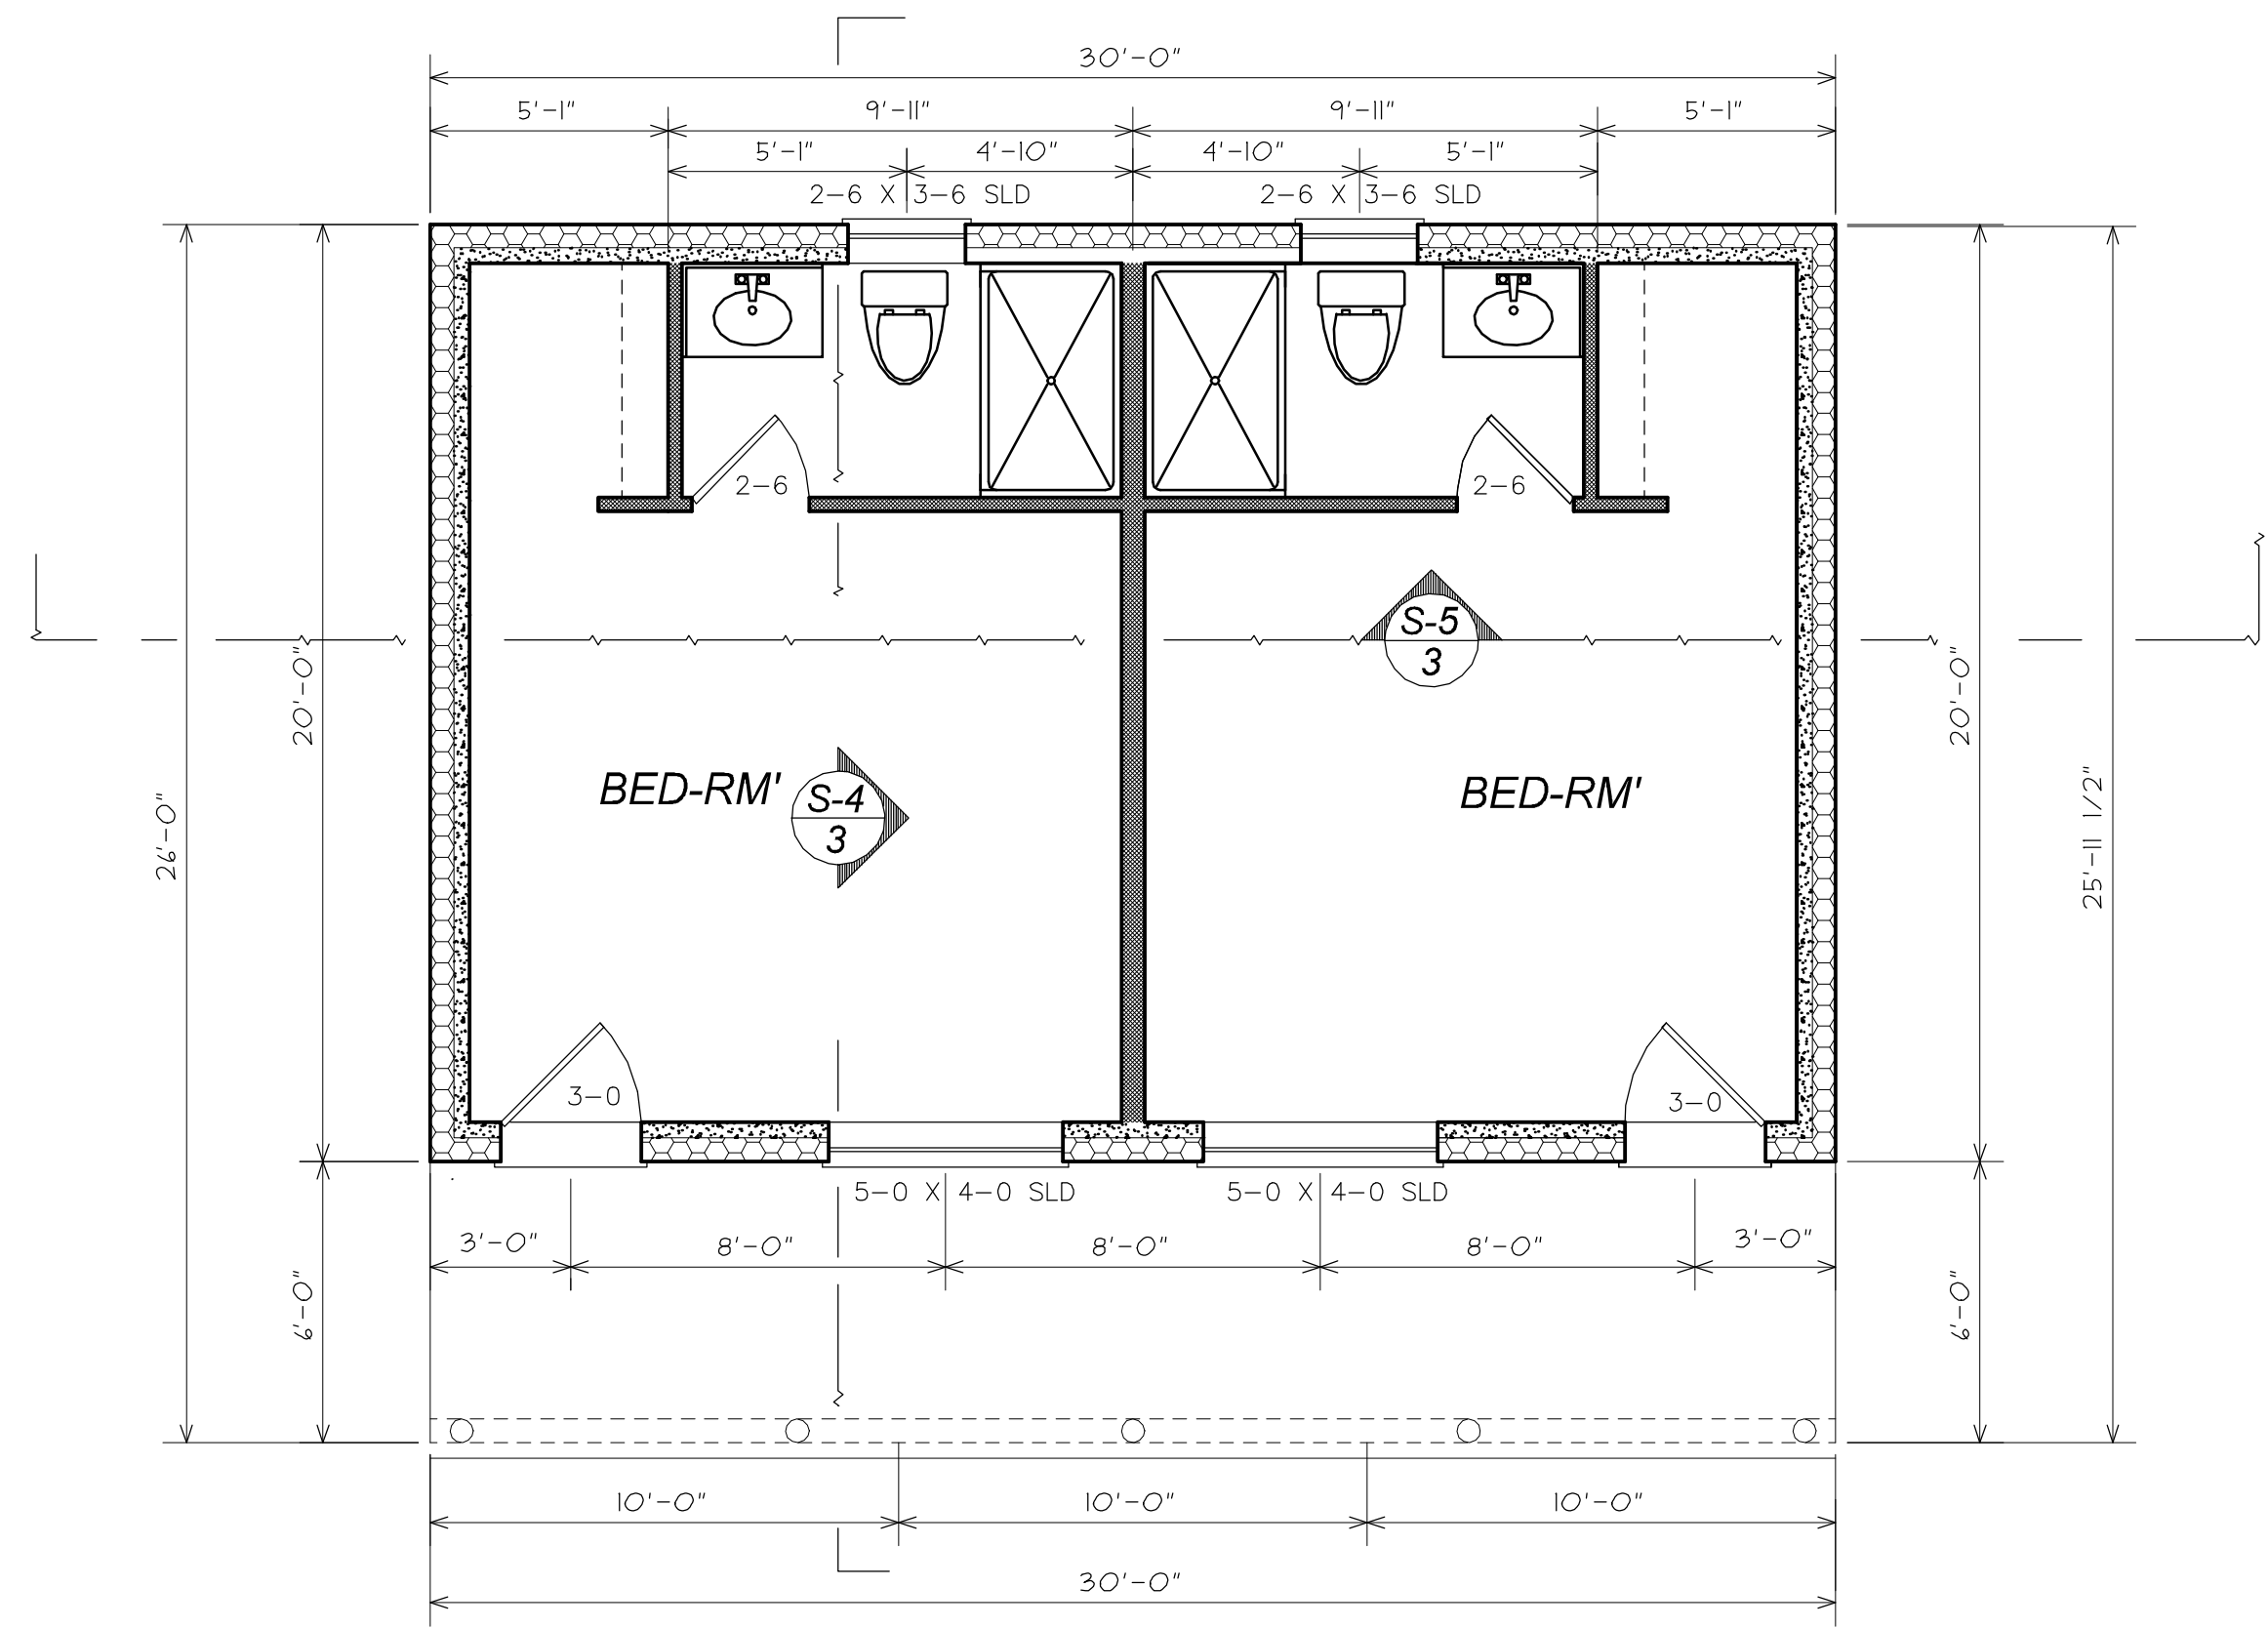 30'-0"
5'-1" 9'-11" 9'-11" 5'-1"
5'-1" 4'-10" 4'-10" 5'-1"
2-6 X 3-6 SLD 2-6 X 3-6 SLD
2-6 2-6
S-5
3
20'-0" 20'-0"
BED-RM' BED-RM'
S-4
3
26'-0" 25'-11 1/2"
3-0 3-0
5-0 X 4-0 SLD 5-0 X 4-0 SLD
3'-0" 8'-0" 8'-0" 8'-0" 3'-0"
6'-0" 6'-0"
10'-0" 10'-0" 10'-0"
30'-0"